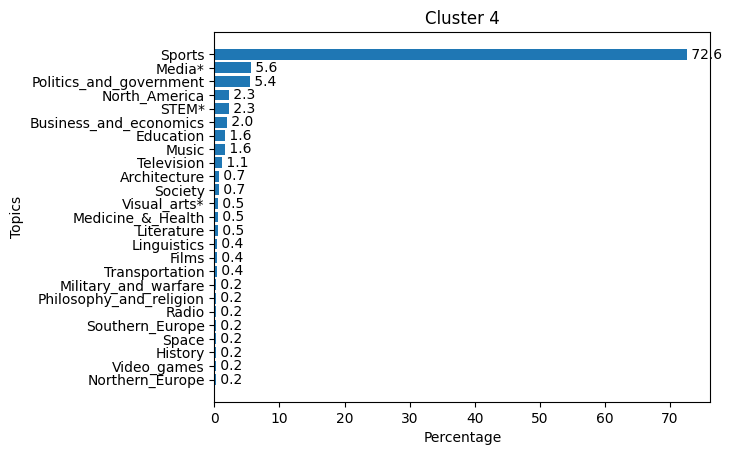 Cluster 4
Topics
Sports 72.6
Media* 5.6
Politics_and_government 5.4
North_America 2.3
STEM* 2.3
Business_and_economics 2.0
Education 1.6
Music 1.6
Television 1.1
Architecture 0.7
Society 0.7
Visual_arts* 0.5
Medicine_&_Health 0.5
Literature 0.5
Linguistics 0.4
Films 0.4
Transportation 0.4
Military_and_warfare 0.2
Philosophy_and_religion 0.2
Radio 0.2
Southern_Europe 0.2
Space 0.2
History 0.2
Video_games 0.2
Northern_Europe 0.2
0 10 20 30 40 50 60 70
Percentage